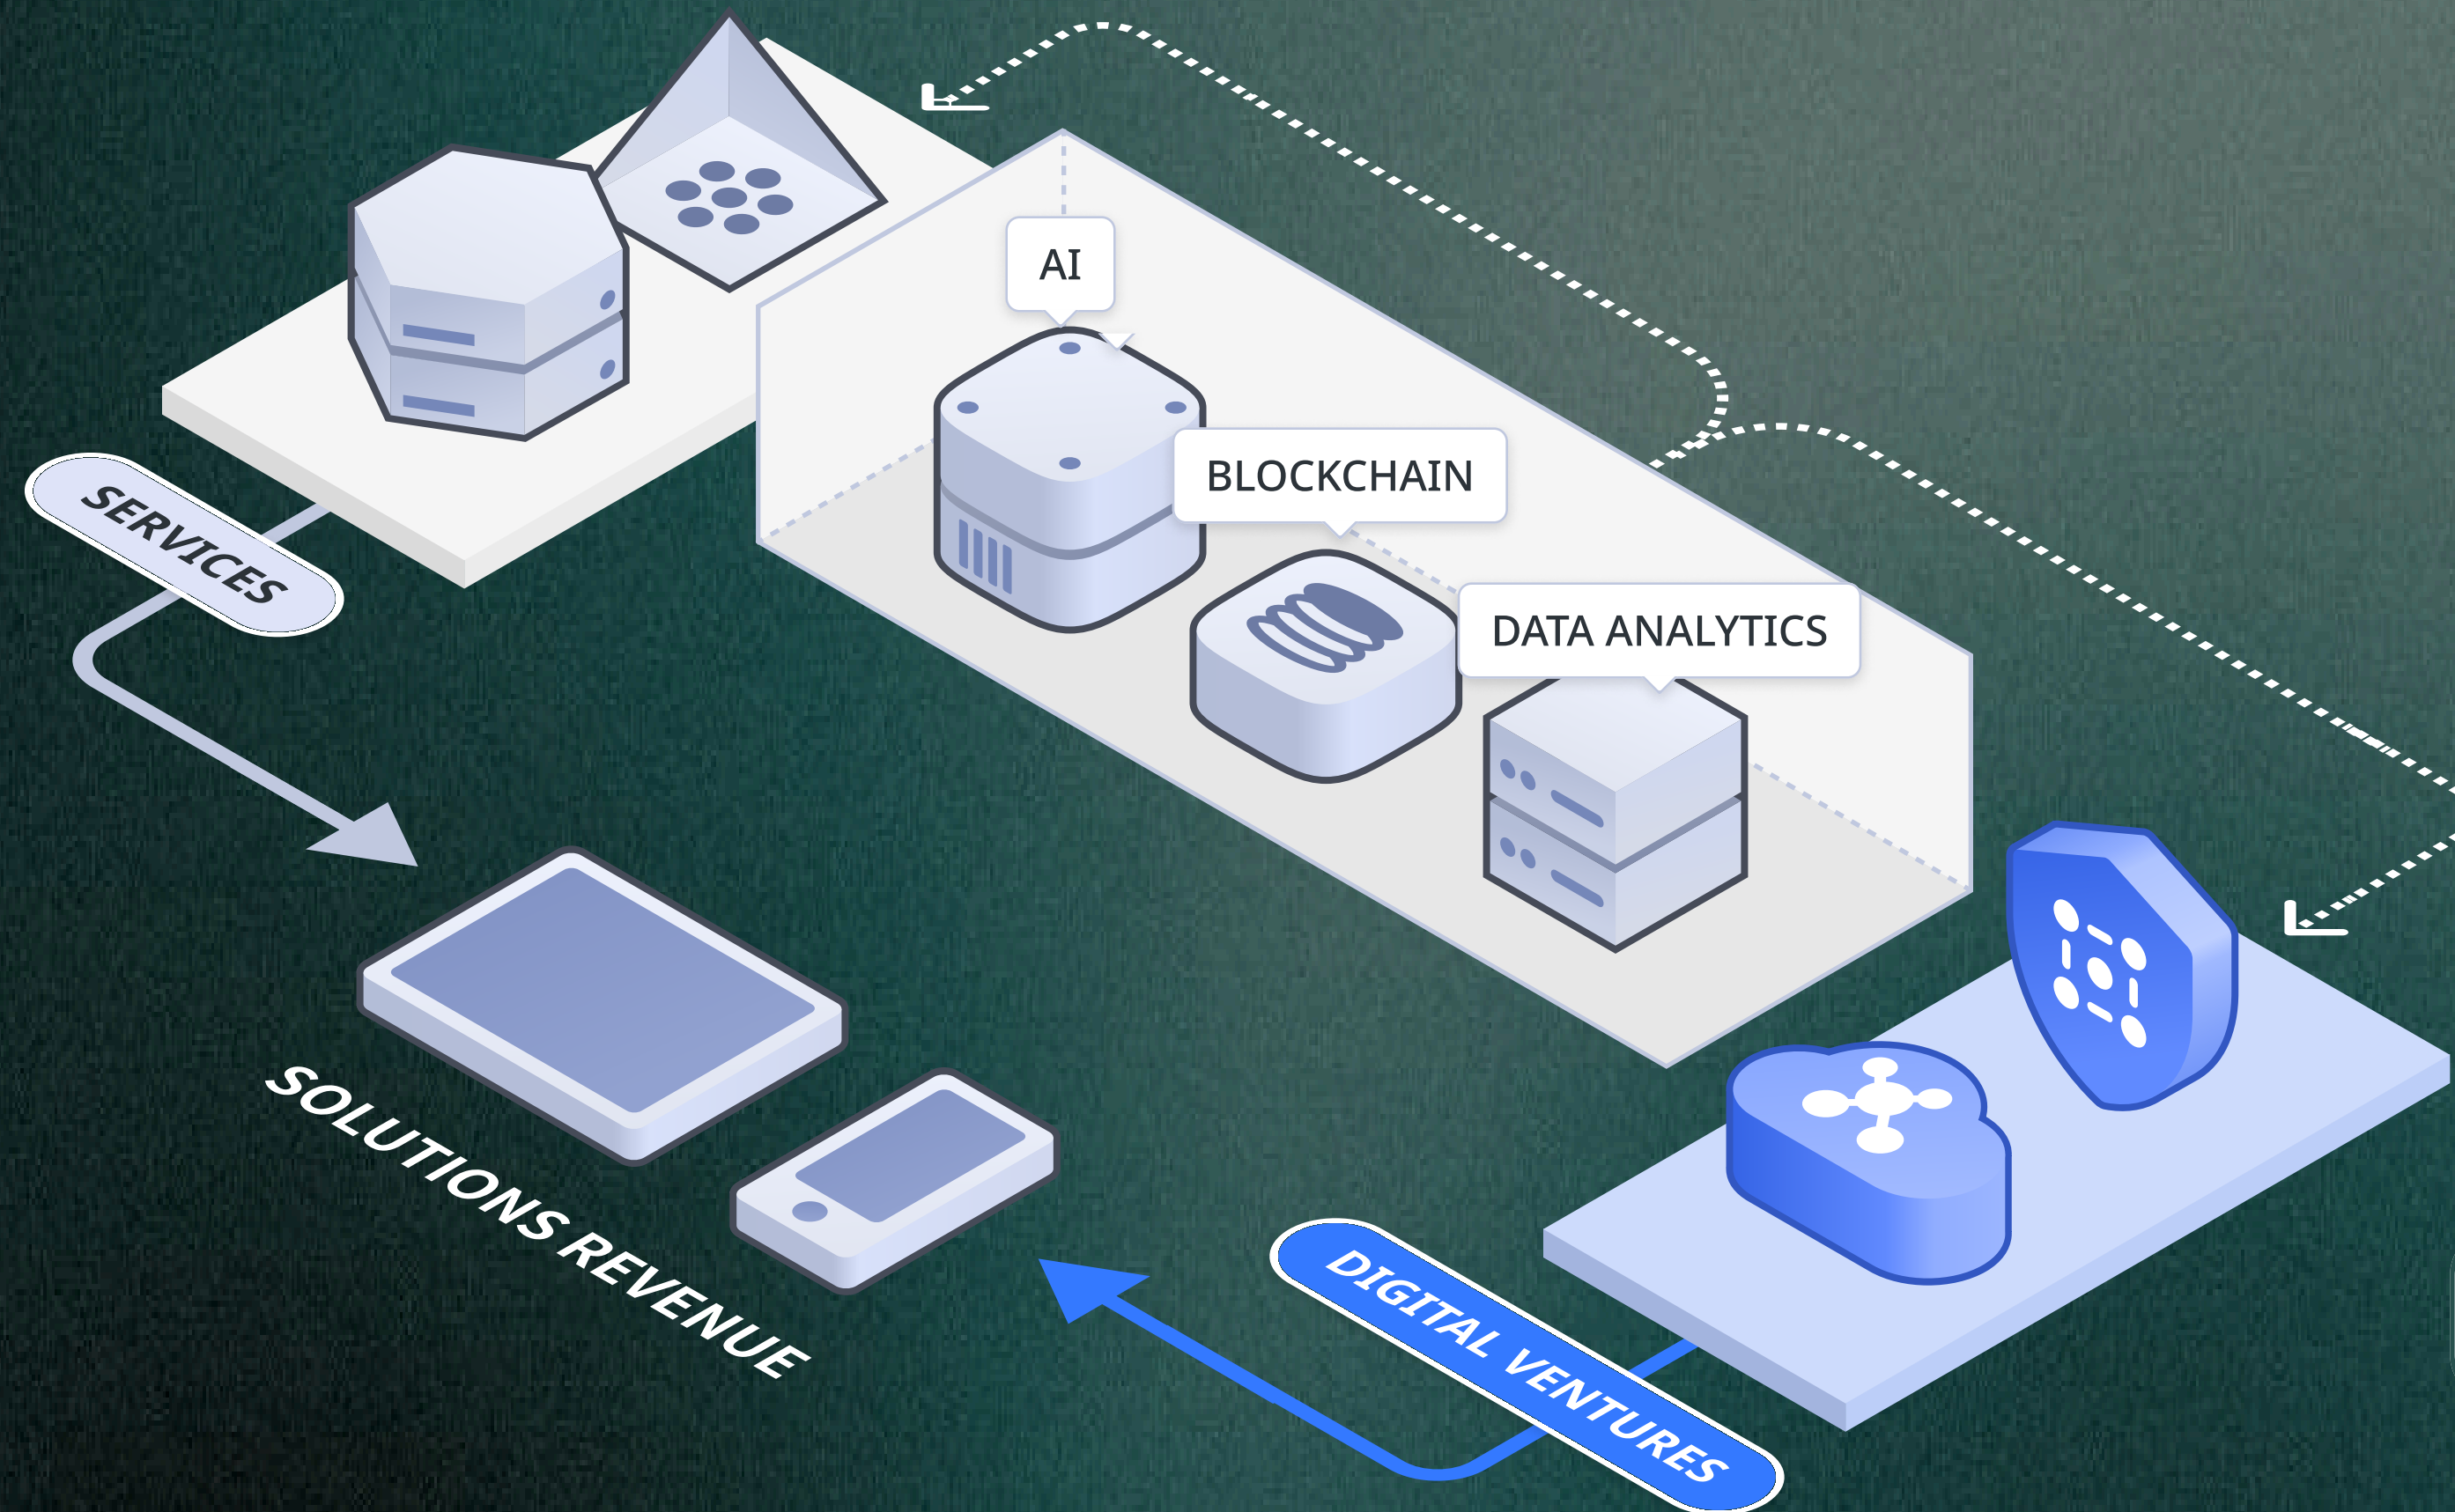 AI
BLOCKCHAIN
SERVICES
DATA ANALYTICS
SOLUTIONS REVENUE
DIGITAL VENTURES